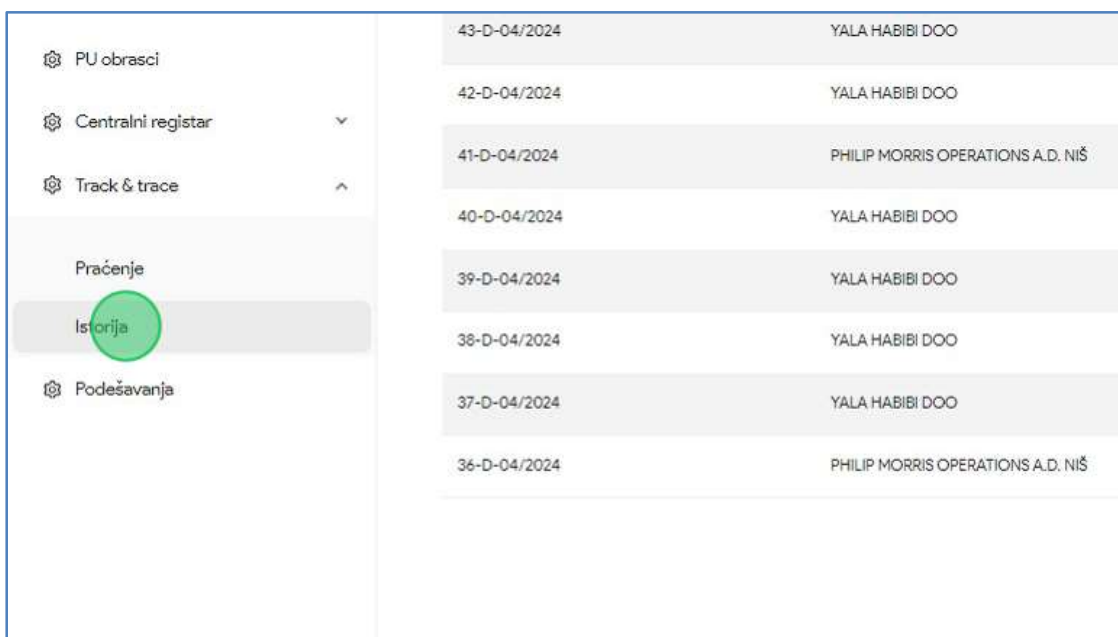 PU obrasci
Centralni registar
Track & trace
Praćenje
Istorija
Podešavanja
43-D-04/2024 YALA HABIBI DOO
42-D-04/2024 YALA HABIBI DOO
41-D-04/2024 PHILIP MORRIS OPERATIONS A.D. NIŠ
40-D-04/2024 YALA HABIBI DOO
39-D-04/2024 YALA HABIBI DOO
38-D-04/2024 YALA HABIBI DOO
37-D-04/2024 YALA HABIBI DOO
36-D-04/2024 PHILIP MORRIS OPERATIONS A.D. NIŠ